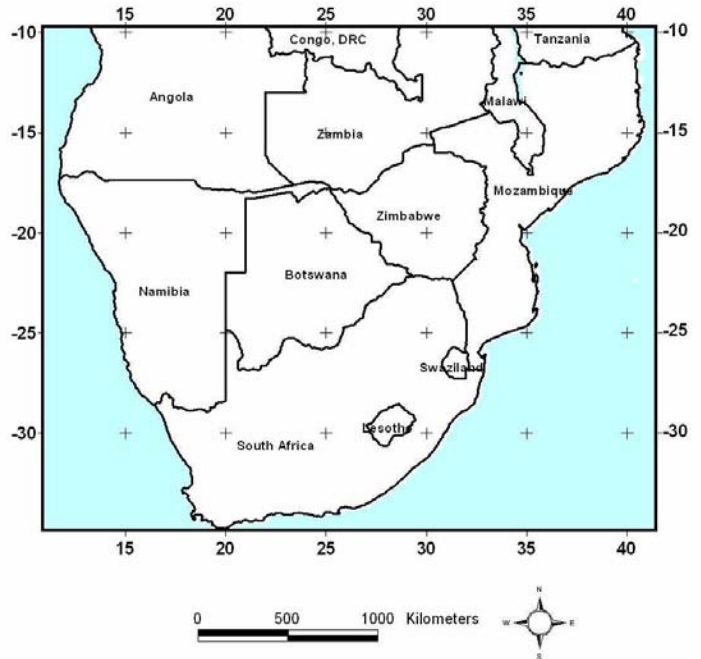 15 20 25 30 35 40
-10 Congo, DRC Tanzania -10
Angola Malawi
-15 Zambia -15
Mozambique
Zimbabwe
-20 -20
Botswana
Namibia
-25 -25
Swaziland
Lesotho
-30 South Africa -30
15 20 25 30 35 40
N
0 500 1000 Kilometers W E
S